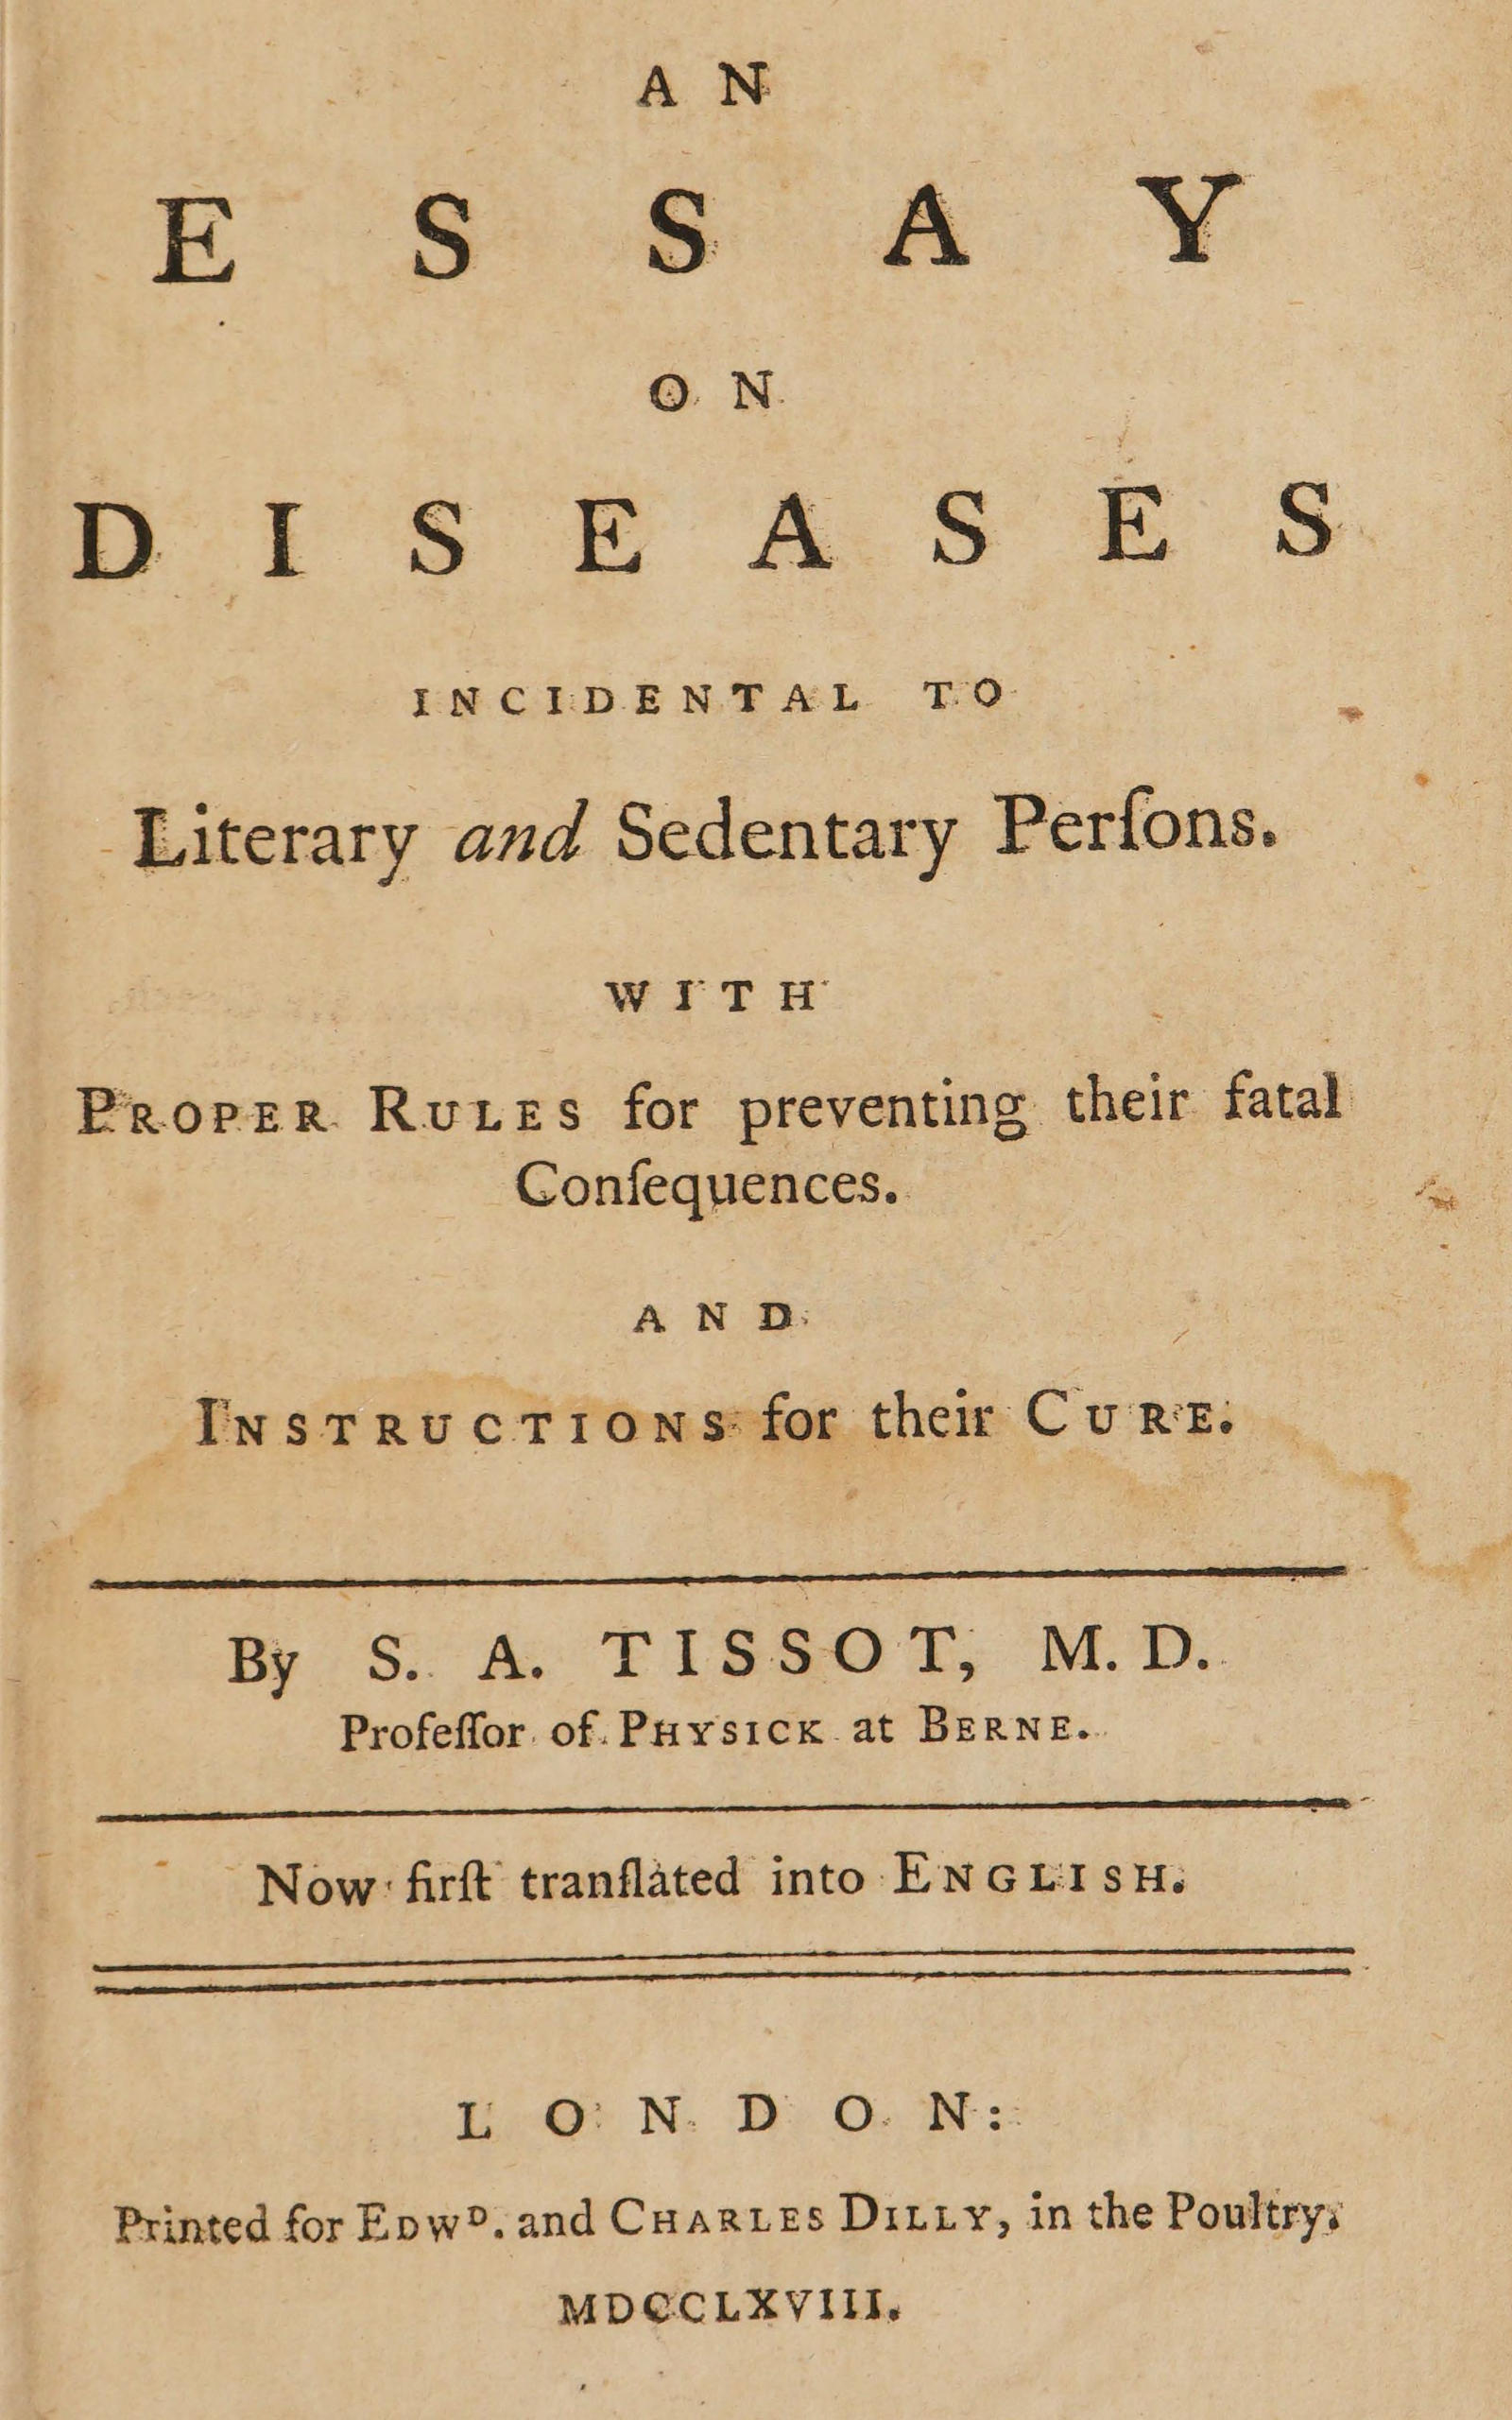 AN
ESSAY
ON
DISEASES
INCIDENTAL TO
Literary and Sedentary Perſons.
WITH
PROPER RULES for preventing their fatal
Conſequences.
AND
INSTRUCTIONS for their CURE.
By S. A. TISSOT, M. D.
Profeſſor of PHYSICK at BERNE.
Now firſt tranſlated into ENGLISH.
LONDON:
Printed for EDWᴰ. and CHARLES DILLY, in the Poultry.
MDCCLXVIII.